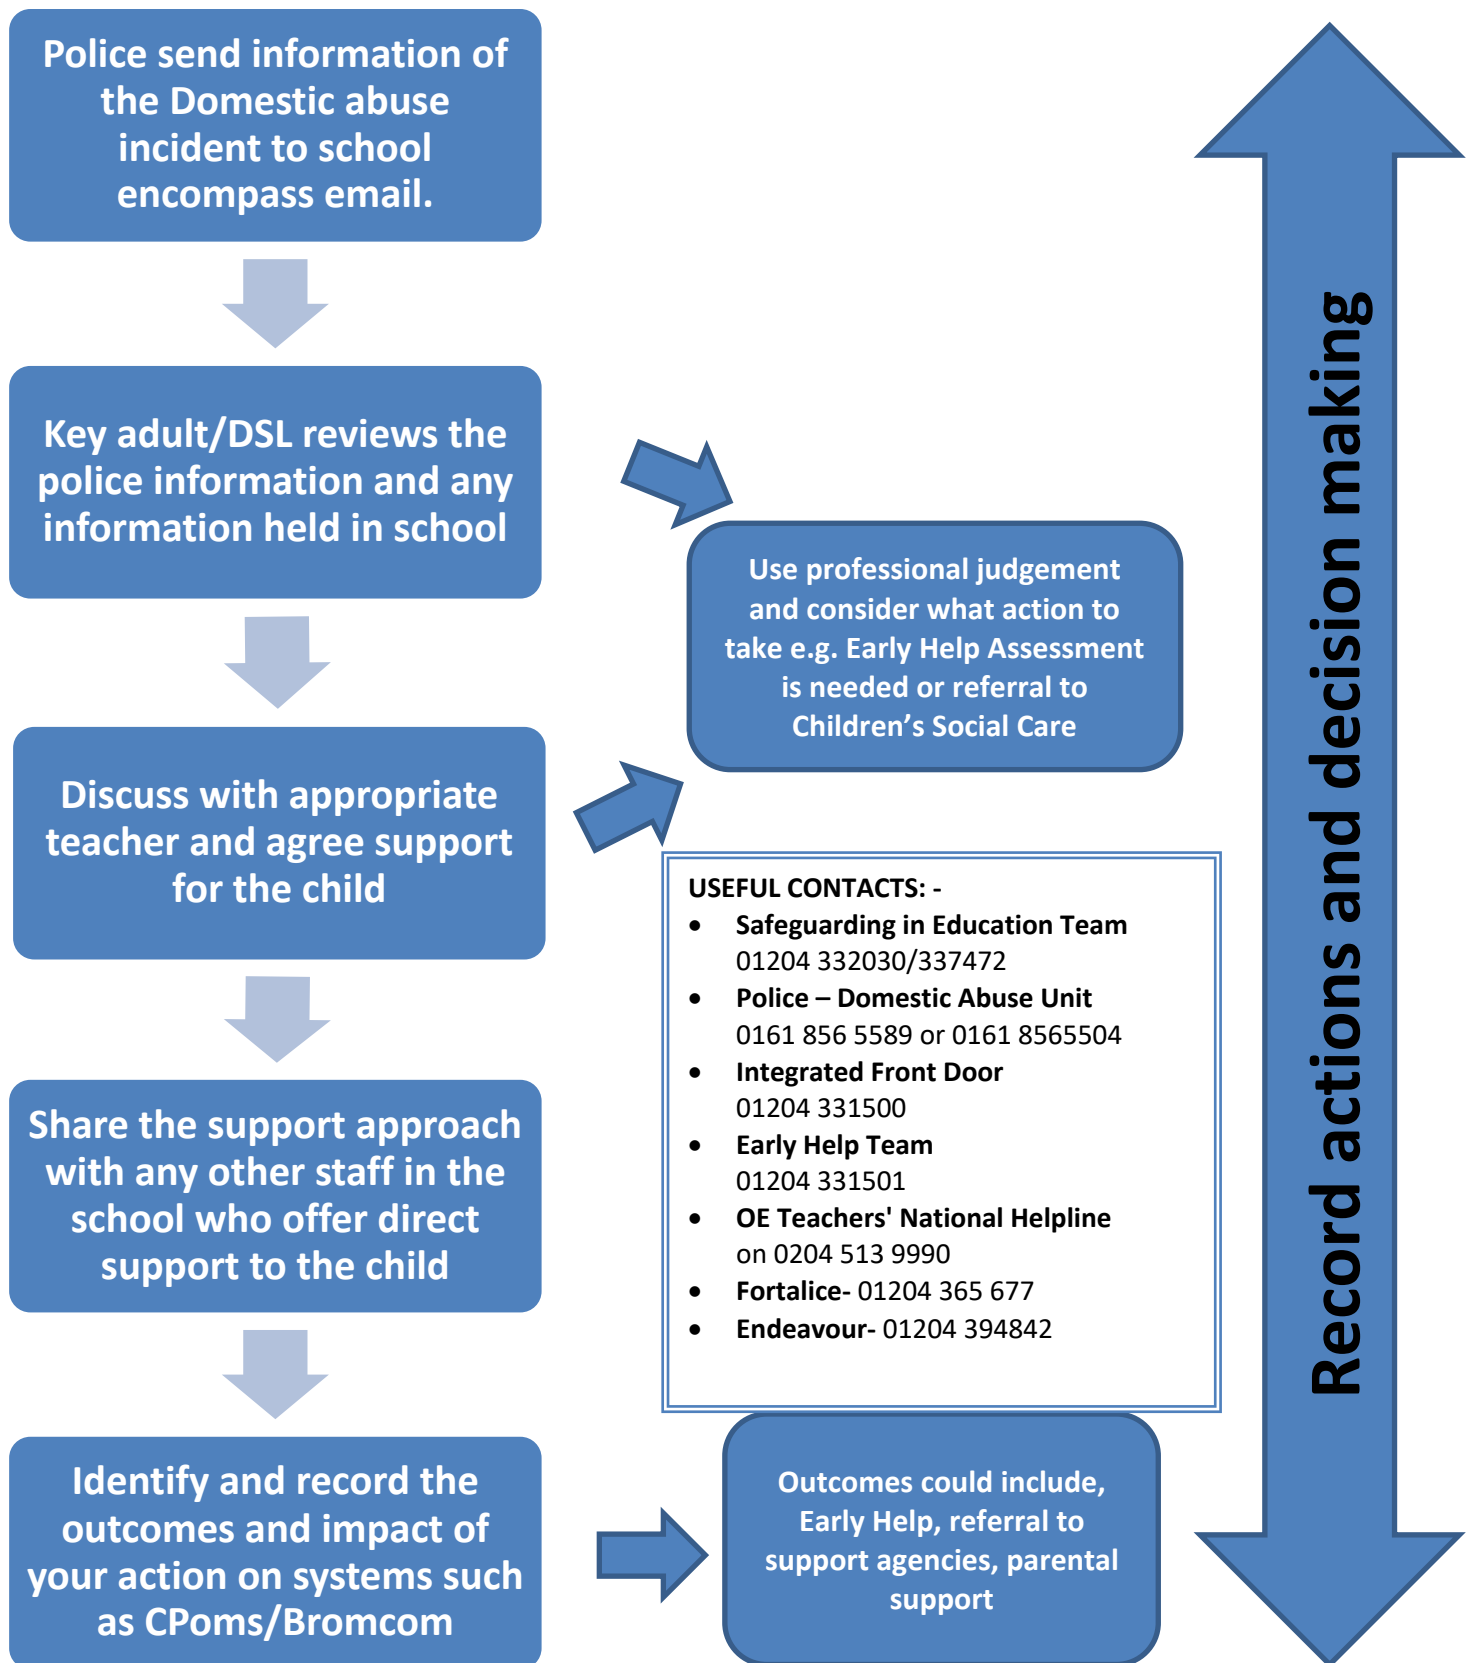 Police send information of
the Domestic abuse
incident to school
encompass email.
Key adult/DSL reviews the
police information and any
information held in school
Use professional judgement
and consider what action to
take e.g. Early Help Assessment
is needed or referral to
Children’s Social Care
Discuss with appropriate
teacher and agree support
for the child
USEFUL CONTACTS: -
• Safeguarding in Education Team
01204 332030/337472
• Police – Domestic Abuse Unit
0161 856 5589 or 0161 8565504
• Integrated Front Door
01204 331500
• Early Help Team
01204 331501
• OE Teachers' National Helpline
on 0204 513 9990
• Fortalice- 01204 365 677
• Endeavour- 01204 394842
Share the support approach
with any other staff in the
school who offer direct
support to the child
Identify and record the
outcomes and impact of
your action on systems such
as CPoms/Bromcom
Outcomes could include,
Early Help, referral to
support agencies, parental
support
Record actions and decision making